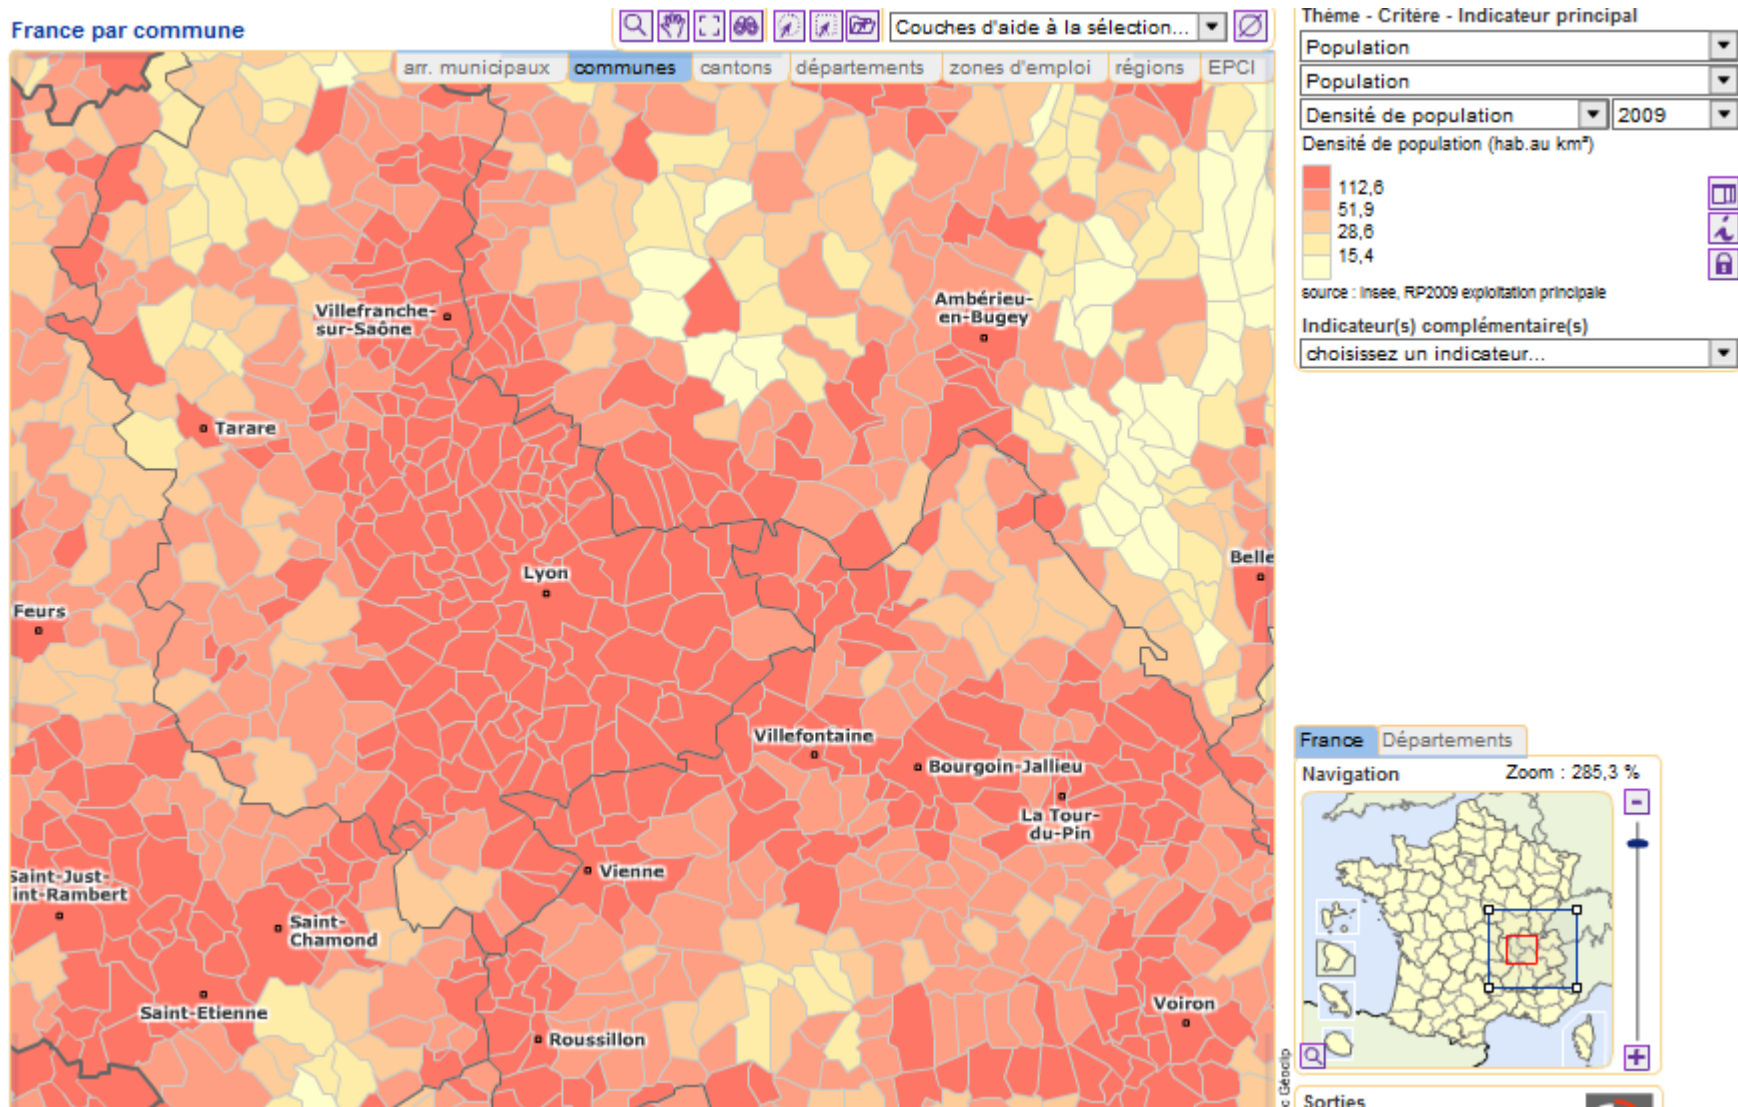 France par commune
Couches d'aide à la sélection...
arr. municipaux
communes
cantons
départements
zones d'emploi
régions
EPCI
Villefranche-
sur-Saône
Ambérieu-
en-Bugey
Tarare
Lyon
Belle
Feurs
Villefontaine
Bourgoin-Jallieu
La Tour-
du-Pin
Vienne
Saint-Just-
int-Rambert
Saint-
Chamond
Saint-Etienne
Voiron
Roussillon
Thème - Critère - Indicateur principal
Population
Population
Densité de population
2009
Densité de population (hab.au km²)
112,6
51,9
28,6
15,4
source : Insee, RP2009 exploitation principale
Indicateur(s) complémentaire(s)
choisissez un indicateur...
France
Départements
Navigation
Zoom : 285,3 %
c Géoclip
Sorties